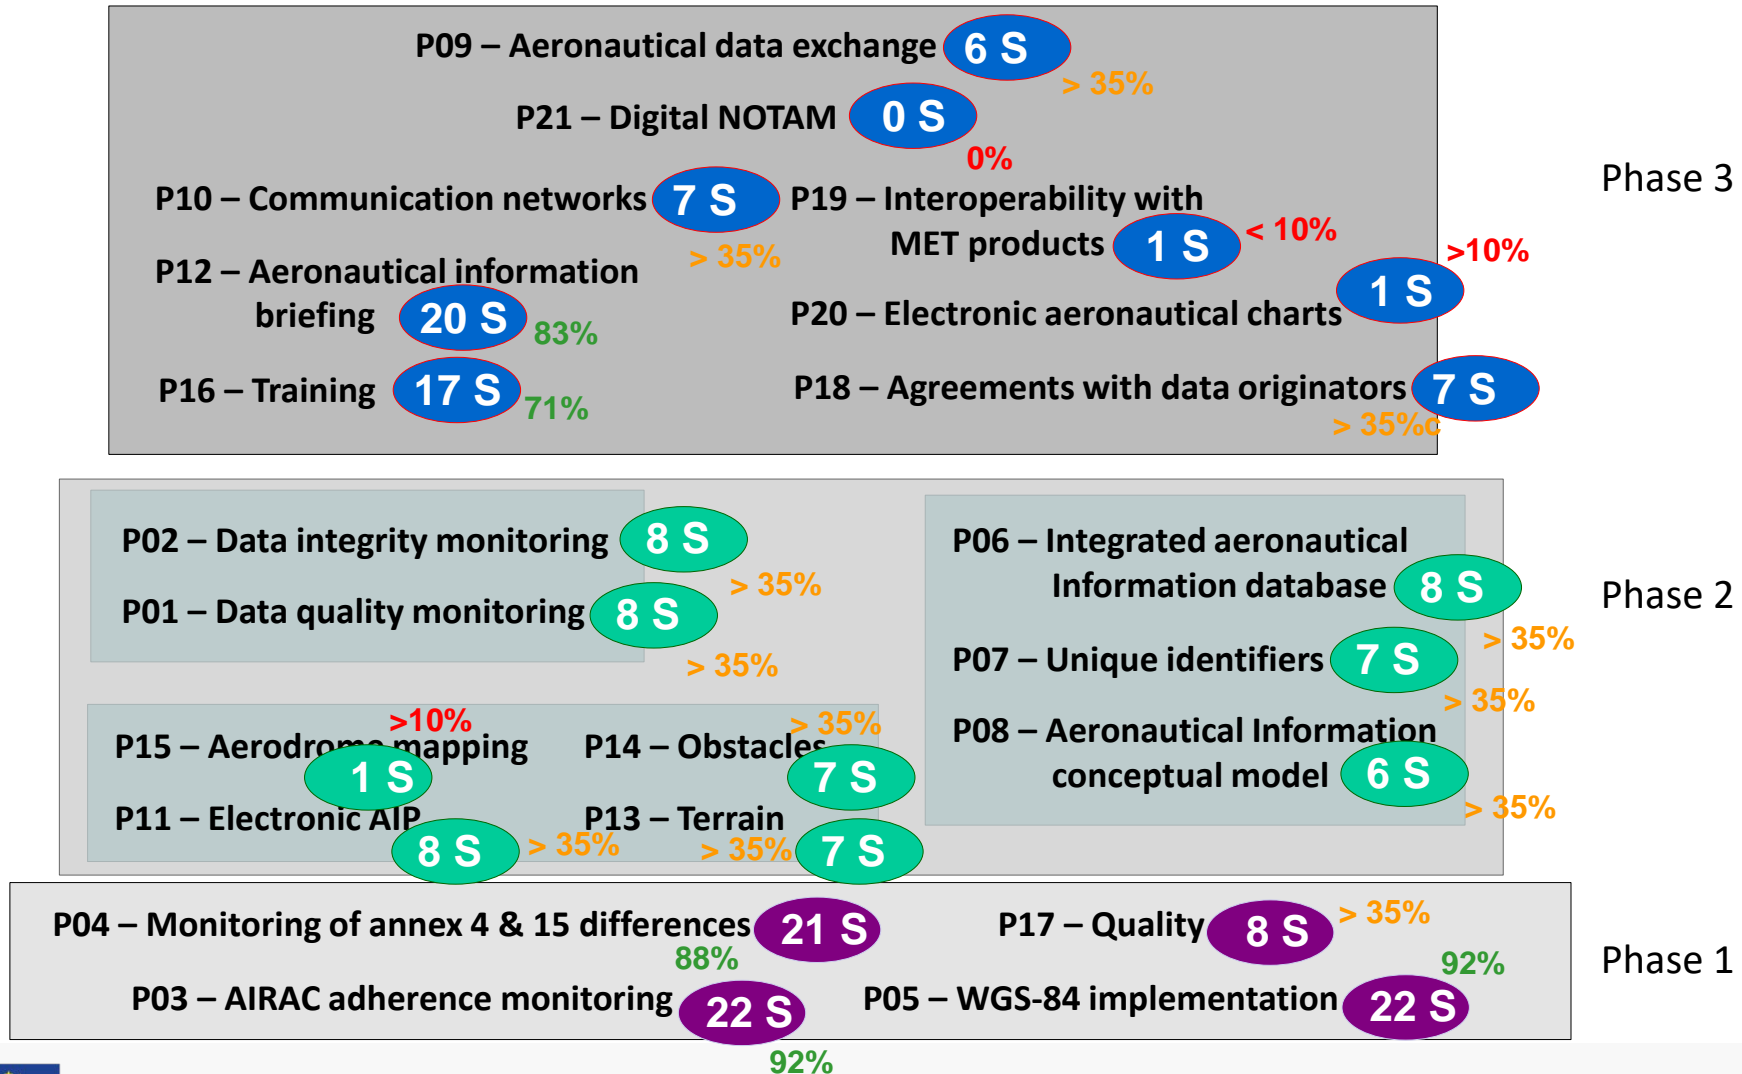 P09 – Aeronautical data exchange 6 S
> 35%
P21 – Digital NOTAM 0 S
0%
Phase 3
P10 – Communication networks 7 S
> 35%
P19 – Interoperability with
MET products 1 S < 10%
P12 – Aeronautical information
briefing 20 S 83%
>10%
P20 – Electronic aeronautical charts 1 S
P16 – Training 17 S 71%
P18 – Agreements with data originators 7 S
> 35%c
P02 – Data integrity monitoring 8 S
> 35%
P01 – Data quality monitoring 8 S
> 35%
P06 – Integrated aeronautical
Information database 8 S
> 35%
Phase 2
P07 – Unique identifiers 7 S
> 35%
P08 – Aeronautical Information
conceptual model 6 S
> 35%
>10%
P15 – Aerodrome mapping
1 S
> 35%
P14 – Obstacles
7 S
P11 – Electronic AIP
8 S > 35%
P13 – Terrain
> 35% 7 S
P04 – Monitoring of annex 4 & 15 differences 21 S
88%
P17 – Quality 8 S > 35%
Phase 1
P03 – AIRAC adherence monitoring 22 S
92%
92%
P05 – WGS-84 implementation 22 S